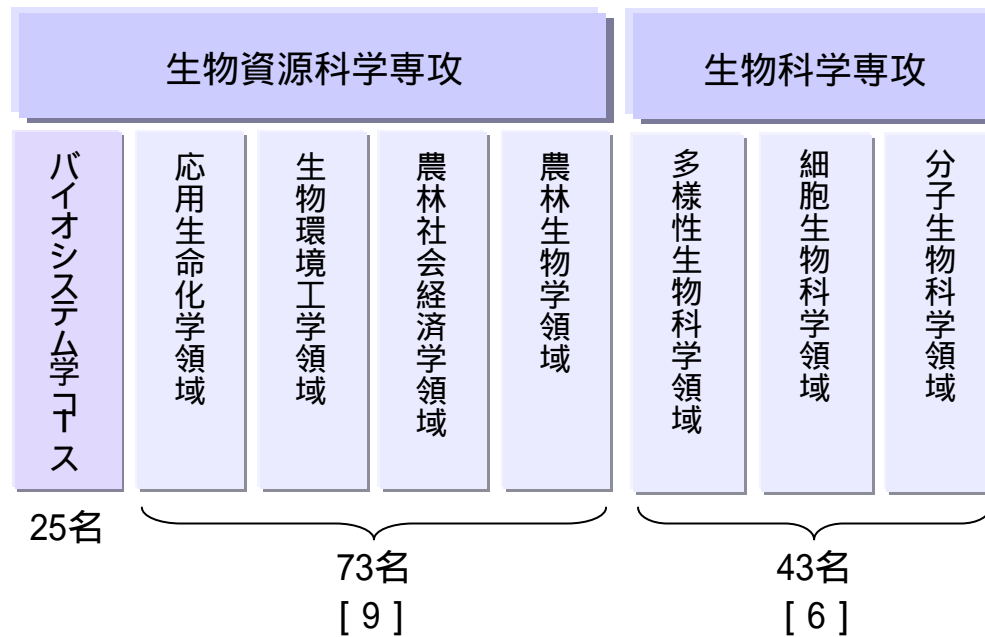 生物資源科学専攻
生物科学専攻
バイオシステム学コース
応用生命化学領域
生物環境工学領域
農林社会経済学領域
農林生物学領域
多様性生物科学領域
細胞生物科学領域
分子生物科学領域
25名
73名
[ 9 ]
43名
[ 6 ]